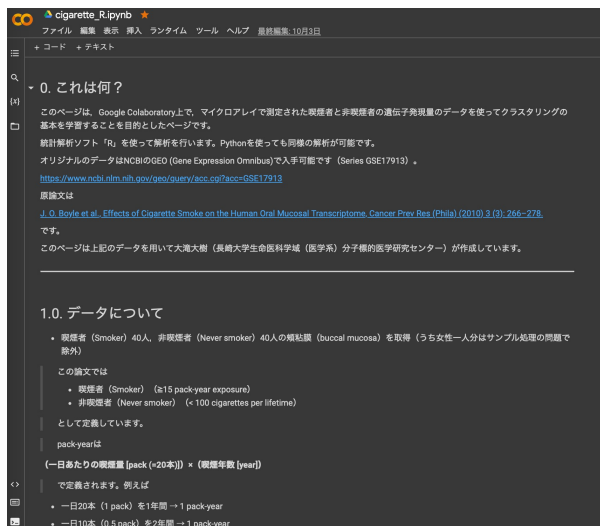 cigarette_R.ipynb
ファイル 編集 表示 挿入 ランタイム ツール ヘルプ 最終編集: 10月3日
+ コード + テキスト
0. これは何？
このページは、Google Colaboratory上で、マイクロアレイで測定された喫煙者と非喫煙者の遺伝子発現量のデータを使ってクラスタリングの
基本を学習することを目的としたページです。
統計解析ソフト「R」を使って解析を行います。Pythonを使っても同様の解析が可能です。
オリジナルのデータはNCBIのGEO (Gene Expression Omnibus)で入手可能です（Series GSE17913）。
https://www.ncbi.nlm.nih.gov/geo/query/acc.cgi?acc=GSE17913
原論文は
J. O. Boyle et al., Effects of Cigarette Smoke on the Human Oral Mucosal Transcriptome, Cancer Prev Res (Phila) (2010) 3 (3): 266–278.
です。
このページは上記のデータを用いて大滝大樹（長崎大学生命医科学域（医学系）分子標的医学研究センター）が作成しています。
1.0. データについて
• 喫煙者（Smoker）40人、非喫煙者（Never smoker）40人の頬粘膜（buccal mucosa）を取得（うち女性一人分はサンプル処理の問題で
除外）
この論文では
• 喫煙者（Smoker）（≧15 pack-year exposure）
• 非喫煙者（Never smoker）（< 100 cigarettes per lifetime）
として定義しています。
pack-yearは
（一日あたりの喫煙量 [pack (=20本)]）×（喫煙年数 [year]）
で定義されます。例えば
• 一日20本（1 pack）を1年間 → 1 pack-year
• 一日10本（0.5 pack）を2年間 → 1 pack-year